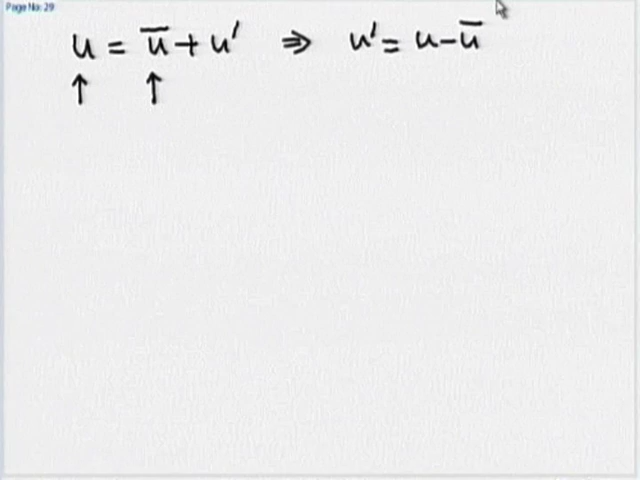 Page No: 29
u = u̅ + u′ ⇒ u′ = u − u̅
↑ ↑